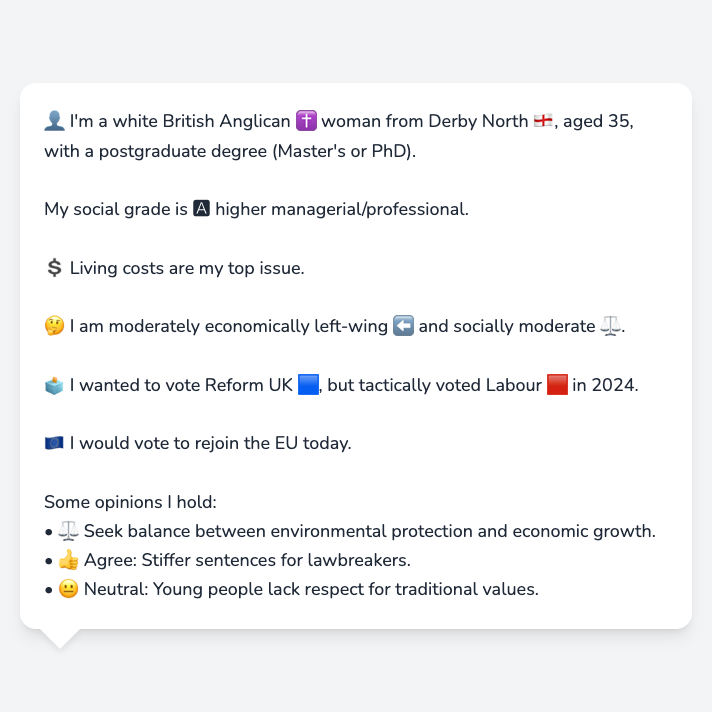 👤 I'm a white British Anglican ✝️ woman from Derby North 🏴󠁧󠁢󠁥󠁮󠁧󠁿, aged 35,
with a postgraduate degree (Master's or PhD).
My social grade is 🅰 higher managerial/professional.
💲 Living costs are my top issue.
🤔 I am moderately economically left-wing ⬅️ and socially moderate ⚖️.
🗳️ I wanted to vote Reform UK 🟦, but tactically voted Labour 🟥 in 2024.
🇪🇺 I would vote to rejoin the EU today.
Some opinions I hold:
• ⚖️ Seek balance between environmental protection and economic growth.
• 👍 Agree: Stiffer sentences for lawbreakers.
• 😐 Neutral: Young people lack respect for traditional values.